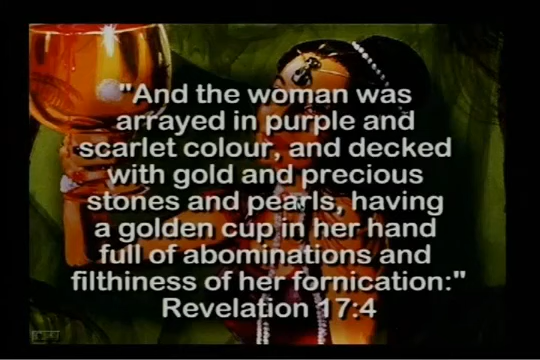 "And the woman was
arrayed in purple and
scarlet colour, and decked
with gold and precious
stones and pearls, having
a golden cup in her hand
full of abominations and
filthiness of her fornication:"
Revelation 17:4